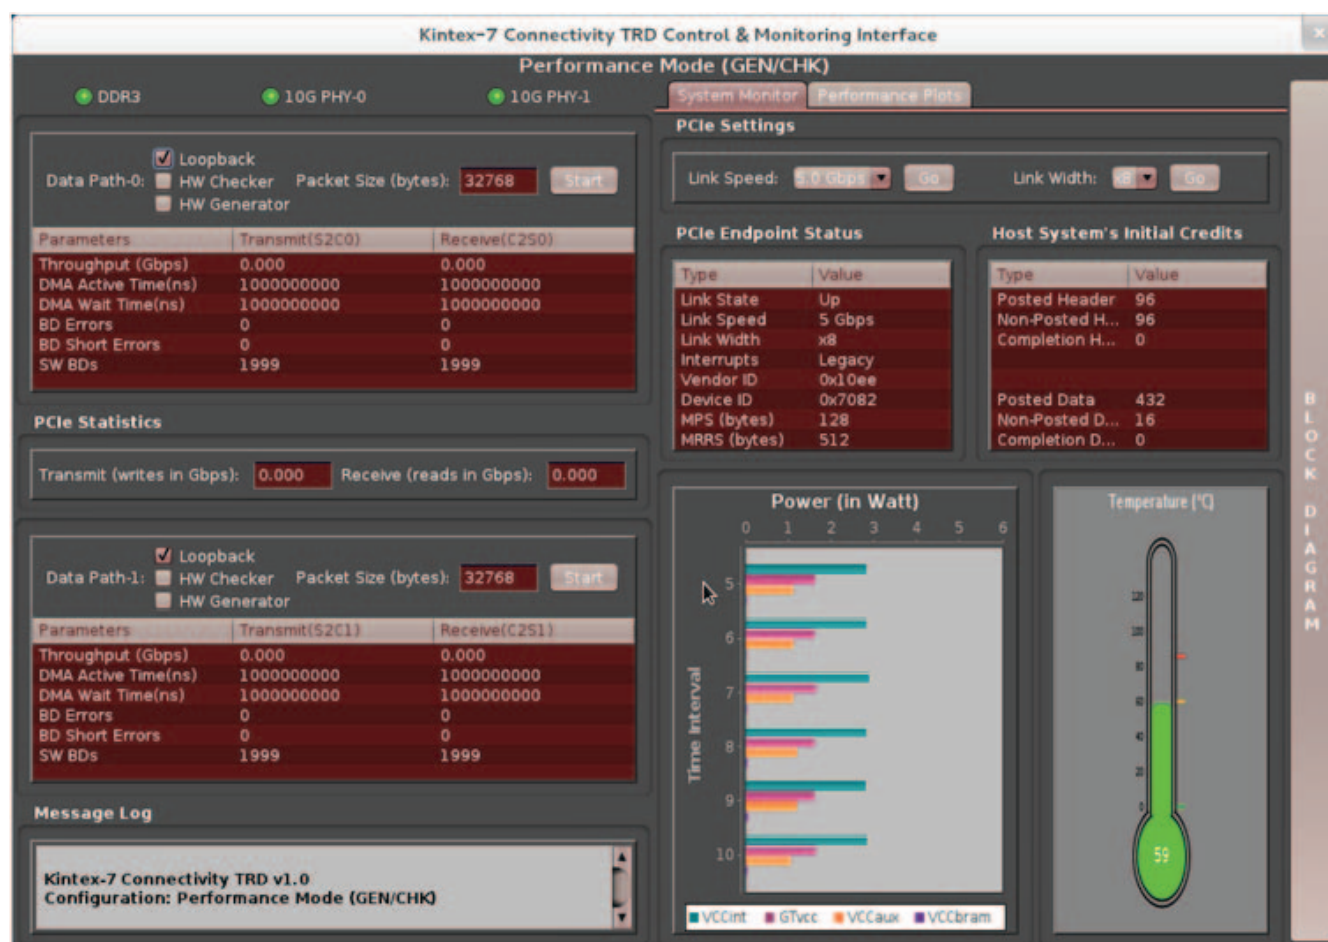 Kintex-7 Connectivity TRD Control & Monitoring Interface
Performance Mode (GEN/CHK)
DDR3 10G PHY-0 10G PHY-1
Data Path-0: Loopback
HW Checker
HW Generator
Packet Size (bytes): 32768 Start
Parameters Transmit(S2C0) Receive(C2S0)
Throughput (Gbps) 0.000 0.000
DMA Active Time(ns) 1000000000 1000000000
DMA Wait Time(ns) 1000000000 1000000000
BD Errors 0 0
BD Short Errors 0 0
SW BDs 1999 1999
PCIe Statistics
Transmit (writes in Gbps): 0.000 Receive (reads in Gbps): 0.000
Data Path-1: Loopback
HW Checker
HW Generator
Packet Size (bytes): 32768 Start
Parameters Transmit(S2C1) Receive(C2S1)
Throughput (Gbps) 0.000 0.000
DMA Active Time(ns) 1000000000 1000000000
DMA Wait Time(ns) 1000000000 1000000000
BD Errors 0 0
BD Short Errors 0 0
SW BDs 1999 1999
Message Log
Kintex-7 Connectivity TRD v1.0
Configuration: Performance Mode (GEN/CHK)
System Monitor Performance Plots
PCIe Settings
Link Speed: 5.0 Gbps Go Link Width: x8 Go
PCIe Endpoint Status
Type Value
Link State Up
Link Speed 5 Gbps
Link Width x8
Interrupts Legacy
Vendor ID 0x10ee
Device ID 0x7082
MPS (bytes) 128
MRRS (bytes) 512
Host System's Initial Credits
Type Value
Posted Header 96
Non-Posted H... 96
Completion H... 0
Posted Data 432
Non-Posted D... 16
Completion D... 0
Power (in Watt)
0 1 2 3 4 5 6
Time Interval
5
6
7
8
9
10
VCCint GTvcc VCCaux VCCbram
Temperature (°C)
120
100
80
60
40
20
0
59
BLOCK DIAGRAM